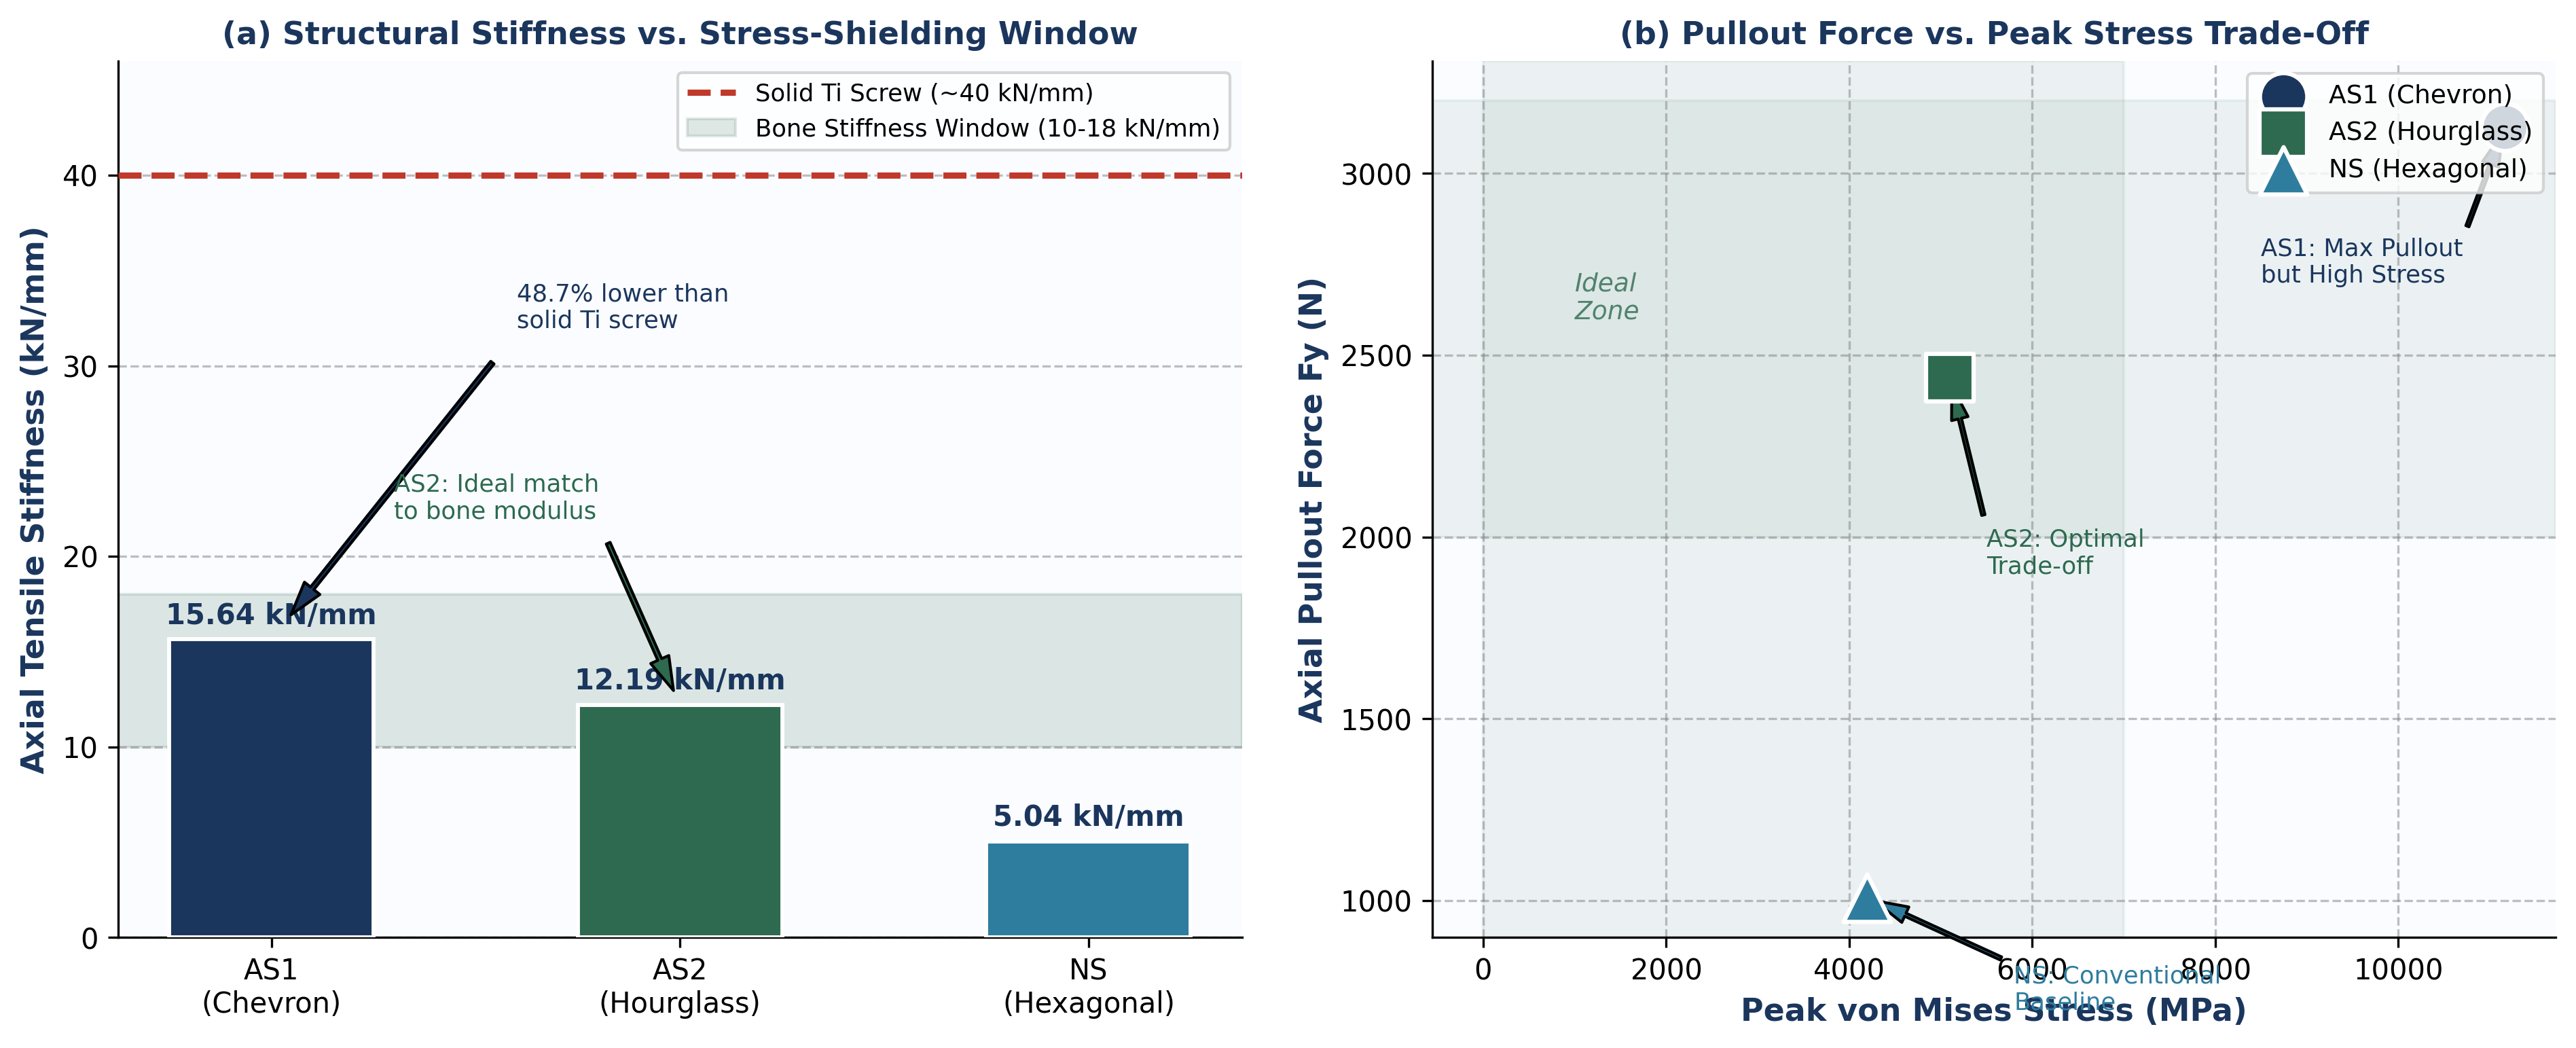 (a) Structural Stiffness vs. Stress-Shielding Window
Solid Ti Screw (~40 kN/mm)
Bone Stiffness Window (10-18 kN/mm)
Axial Tensile Stiffness (kN/mm)
40
30
20
10
0
48.7% lower than
solid Ti screw
AS2: Ideal match
to bone modulus
15.64 kN/mm
12.19 kN/mm
5.04 kN/mm
AS1
(Chevron)
AS2
(Hourglass)
NS
(Hexagonal)
(b) Pullout Force vs. Peak Stress Trade-Off
AS1 (Chevron)
AS2 (Hourglass)
NS (Hexagonal)
Axial Pullout Force Fy (N)
3000
2500
2000
1500
1000
AS1: Max Pullout
but High Stress
Ideal
Zone
AS2: Optimal
Trade-off
0
2000
4000
6000
8000
10000
NS: Conventional
Baseline
Peak von Mises Stress (MPa)